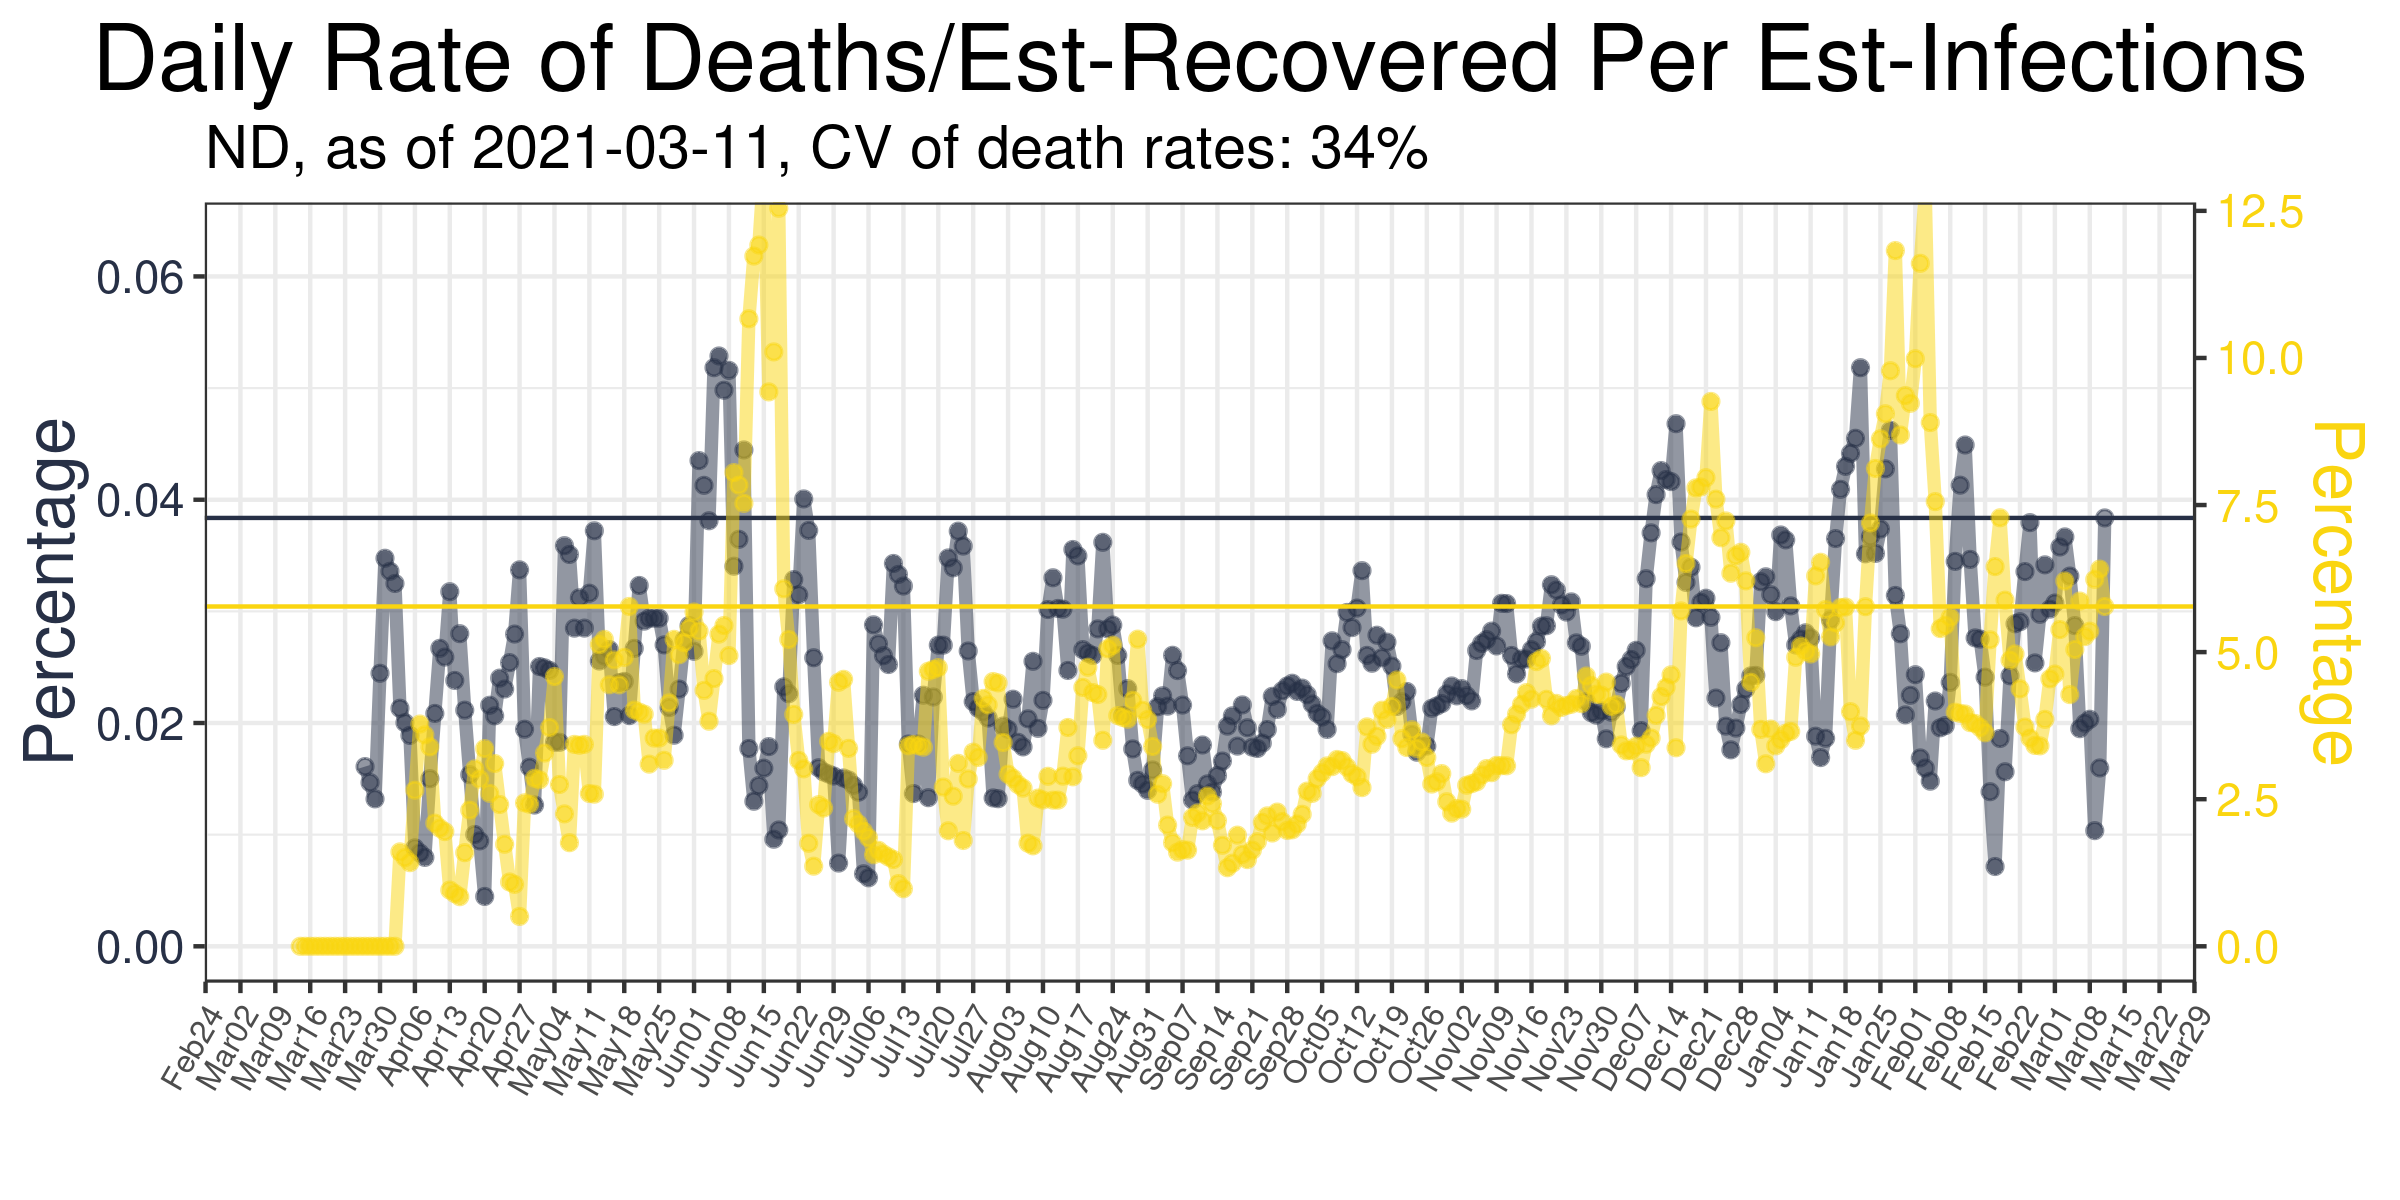 Daily Rate of Deaths/Est-Recovered Per Est-Infections
ND, as of 2021-03-11, CV of death rates: 34%
Percentage
0.06
0.04
0.02
0.00
12.5
10.0
7.5
5.0
2.5
0.0
Percentage
Feb24
Mar02
Mar09
Mar16
Mar23
Mar30
Apr06
Apr13
Apr20
Apr27
May04
May11
May18
May25
Jun01
Jun08
Jun15
Jun22
Jun29
Jul06
Jul13
Jul20
Jul27
Aug03
Aug10
Aug17
Aug24
Aug31
Sep07
Sep14
Sep21
Sep28
Oct05
Oct12
Oct19
Oct26
Nov02
Nov09
Nov16
Nov23
Nov30
Dec07
Dec14
Dec21
Dec28
Jan04
Jan11
Jan18
Jan25
Feb01
Feb08
Feb15
Feb22
Mar01
Mar08
Mar15
Mar22
Mar29